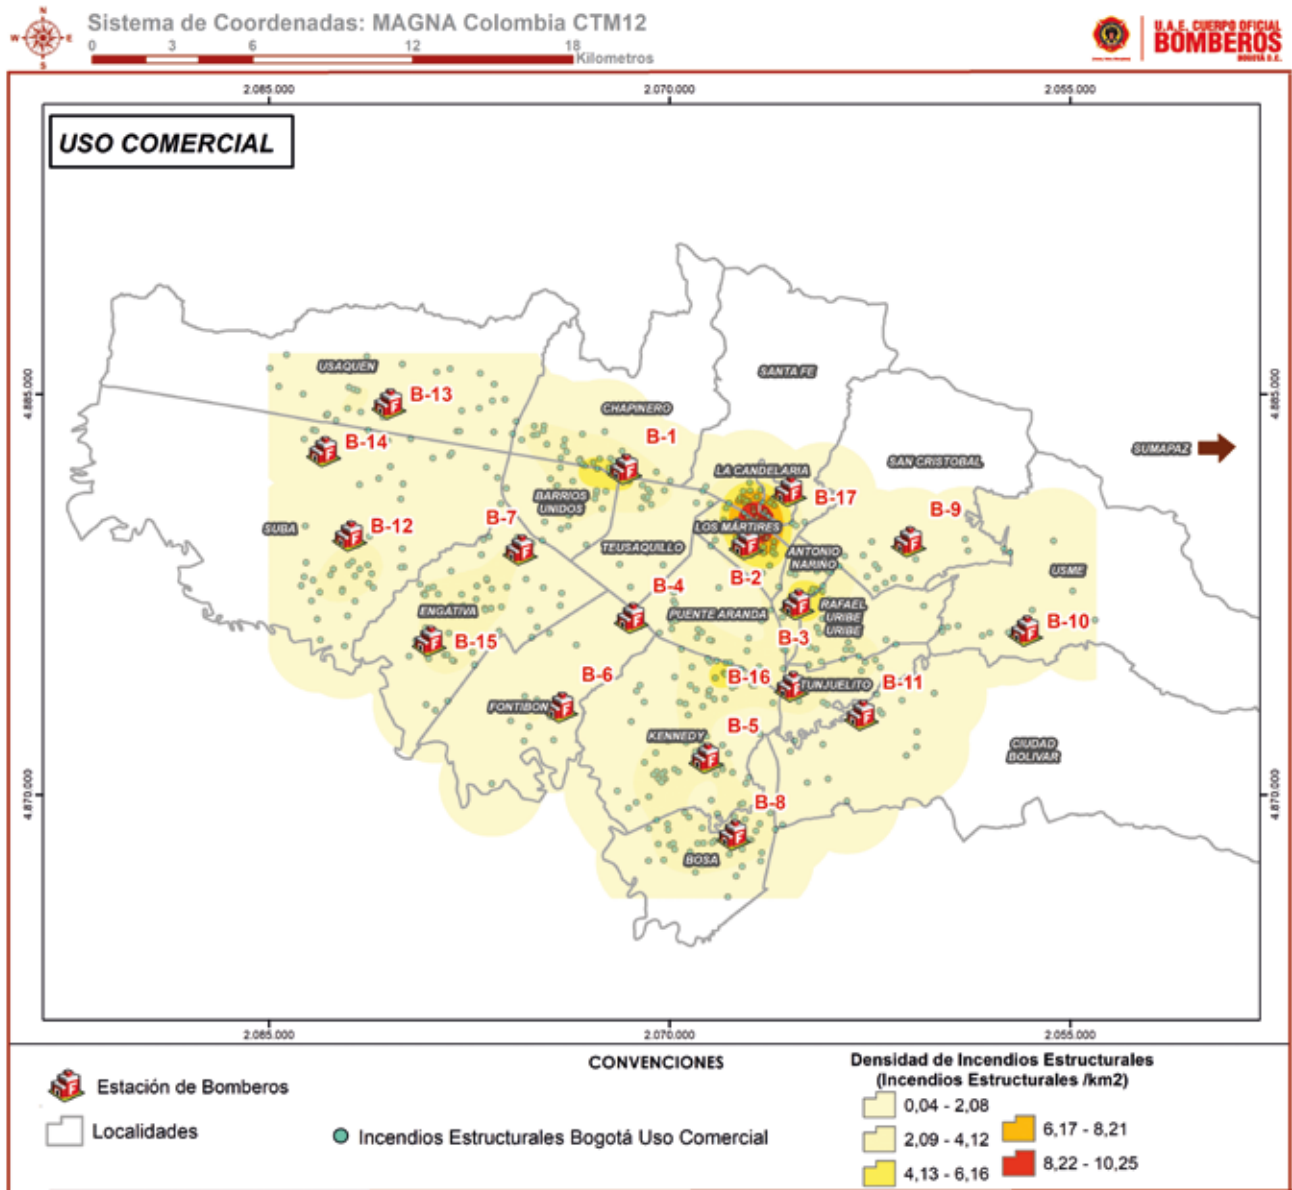 Sistema de Coordenadas: MAGNA Colombia CTM12
N
W E
S
0 3 6 12 18
Kilometros
U.A.E. CUERPO OFICIAL
BOMBEROS
BOGOTÁ D.C.
2.085.000 2.070.000 2.055.000
USO COMERCIAL
4.885.000
4.885.000
USAQUEN
SANTA FE
B-13
CHAPINERO
B-14
B-1
SUMAPAZ
LA CANDELARIA
SAN CRISTOBAL
B-17
BARRIOS
UNIDOS
B-7
B-9
SUBA
B-12
LOS MÁRTIRES
TEUSAQUILLO
ANTONIO
NARIÑO
USME
B-2
B-4
ENGATIVA
PUENTE ARANDA
RAFAEL
URIBE
URIBE
B-10
B-15
B-3
B-6
B-16
TUNJUELITO
B-11
FONTIBON
B-5
KENNEDY
CIUDAD
BOLIVAR
4.870.000
4.870.000
B-8
BOSA
2.085.000 2.070.000 2.055.000
CONVENCIONES
Estación de Bomberos
Localidades
Incendios Estructurales Bogotá Uso Comercial
Densidad de Incendios Estructurales
(Incendios Estructurales /km2)
0,04 - 2,08
2,09 - 4,12
4,13 - 6,16
6,17 - 8,21
8,22 - 10,25